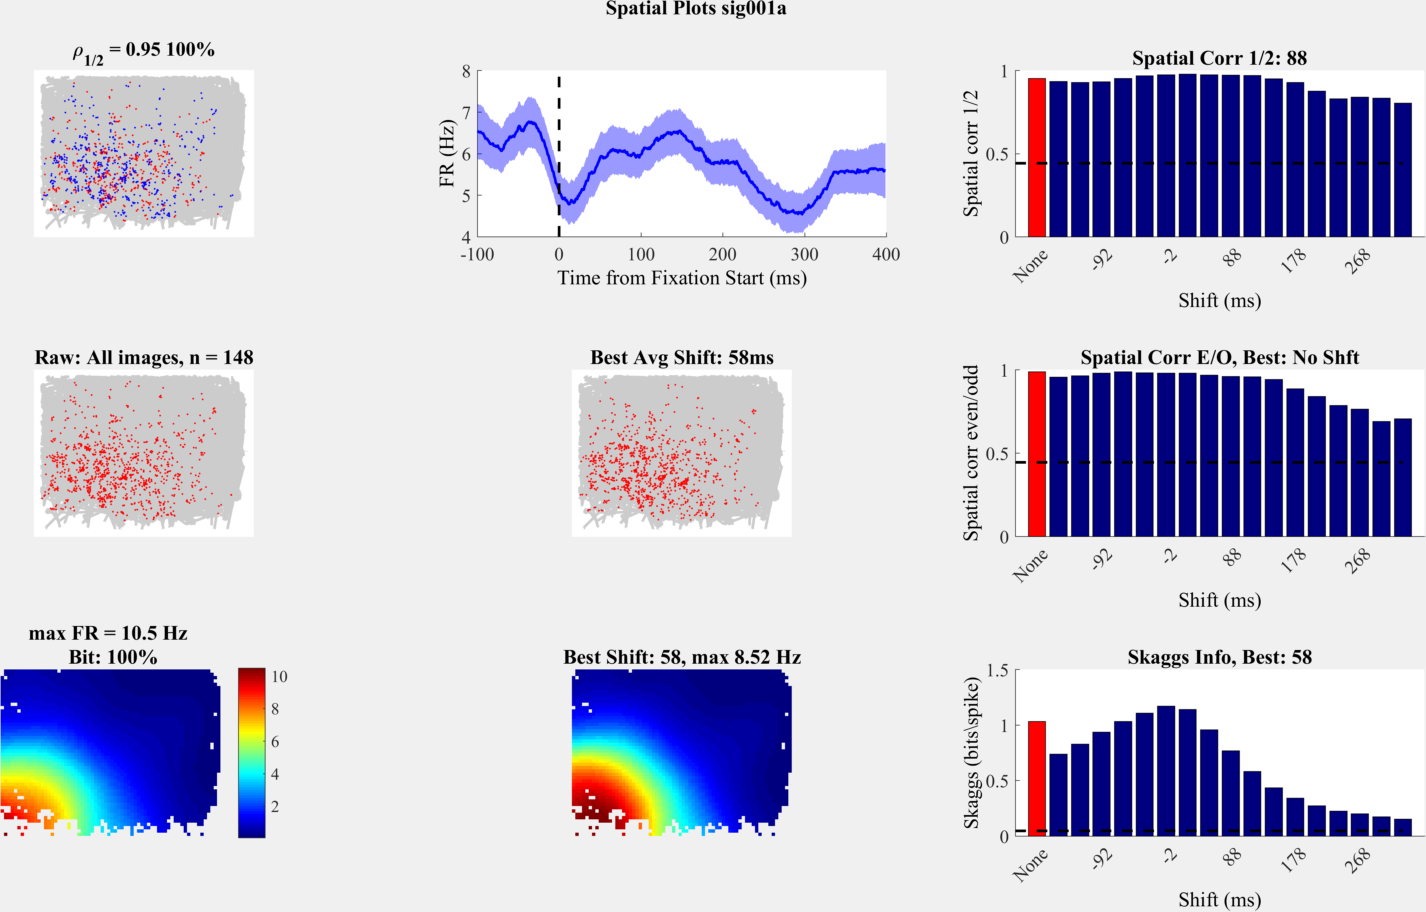 Spatial Plots sig001a
ρ1/2 = 0.95 100%
8
7
6
5
4
FR (Hz)
-100 0 100 200 300 400
Time from Fixation Start (ms)
Spatial Corr 1/2: 88
1
0.5
0
Spatial corr 1/2
None -92 -2 88 178 268
Shift (ms)
Raw: All images, n = 148
Best Avg Shift: 58ms
Spatial Corr E/O, Best: No Shft
1
0.5
0
Spatial corr even/odd
None -92 -2 88 178 268
Shift (ms)
max FR = 10.5 Hz
Bit: 100%
10
8
6
4
2
Best Shift: 58, max 8.52 Hz
Skaggs Info, Best: 58
1.5
1
0.5
0
Skaggs (bits\spike)
None -92 -2 88 178 268
Shift (ms)